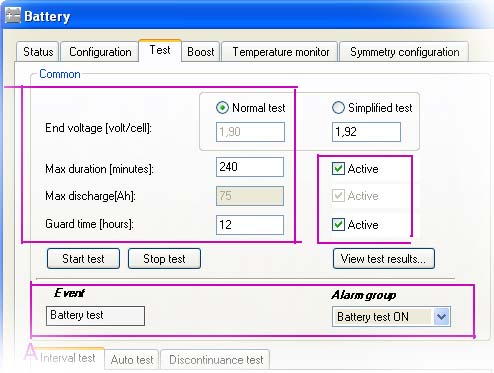 Battery
Status Configuration Test Boost Temperature monitor Symmetry configuration
Common
Normal test Simplified test
End voltage [volt/cell]: 1,90 1,92
Max duration [minutes]: 240 Active
Max discharge[Ah]: 75 Active
Guard time [hours]: 12 Active
Start test Stop test View test results...
Event Alarm group
Battery test Battery test ON
A
Interval test Auto test Discontinuance test